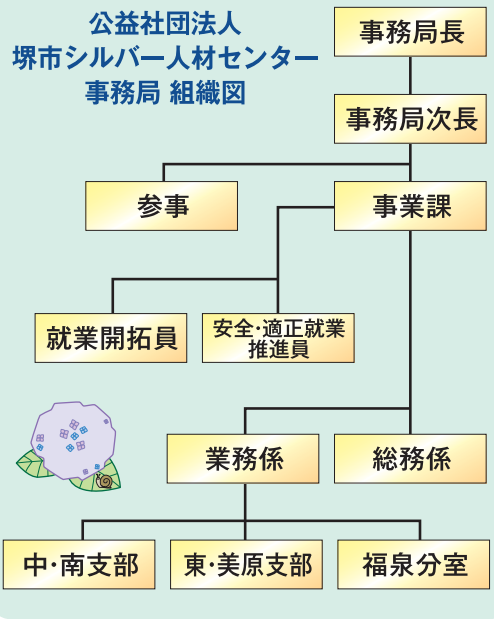 公益社団法人
堺市シルバー人材センター
事務局 組織図
事務局長
事務局次長
参事
事業課
就業開拓員
安全・適正就業
推進員
業務係
総務係
中・南支部
東・美原支部
福泉分室